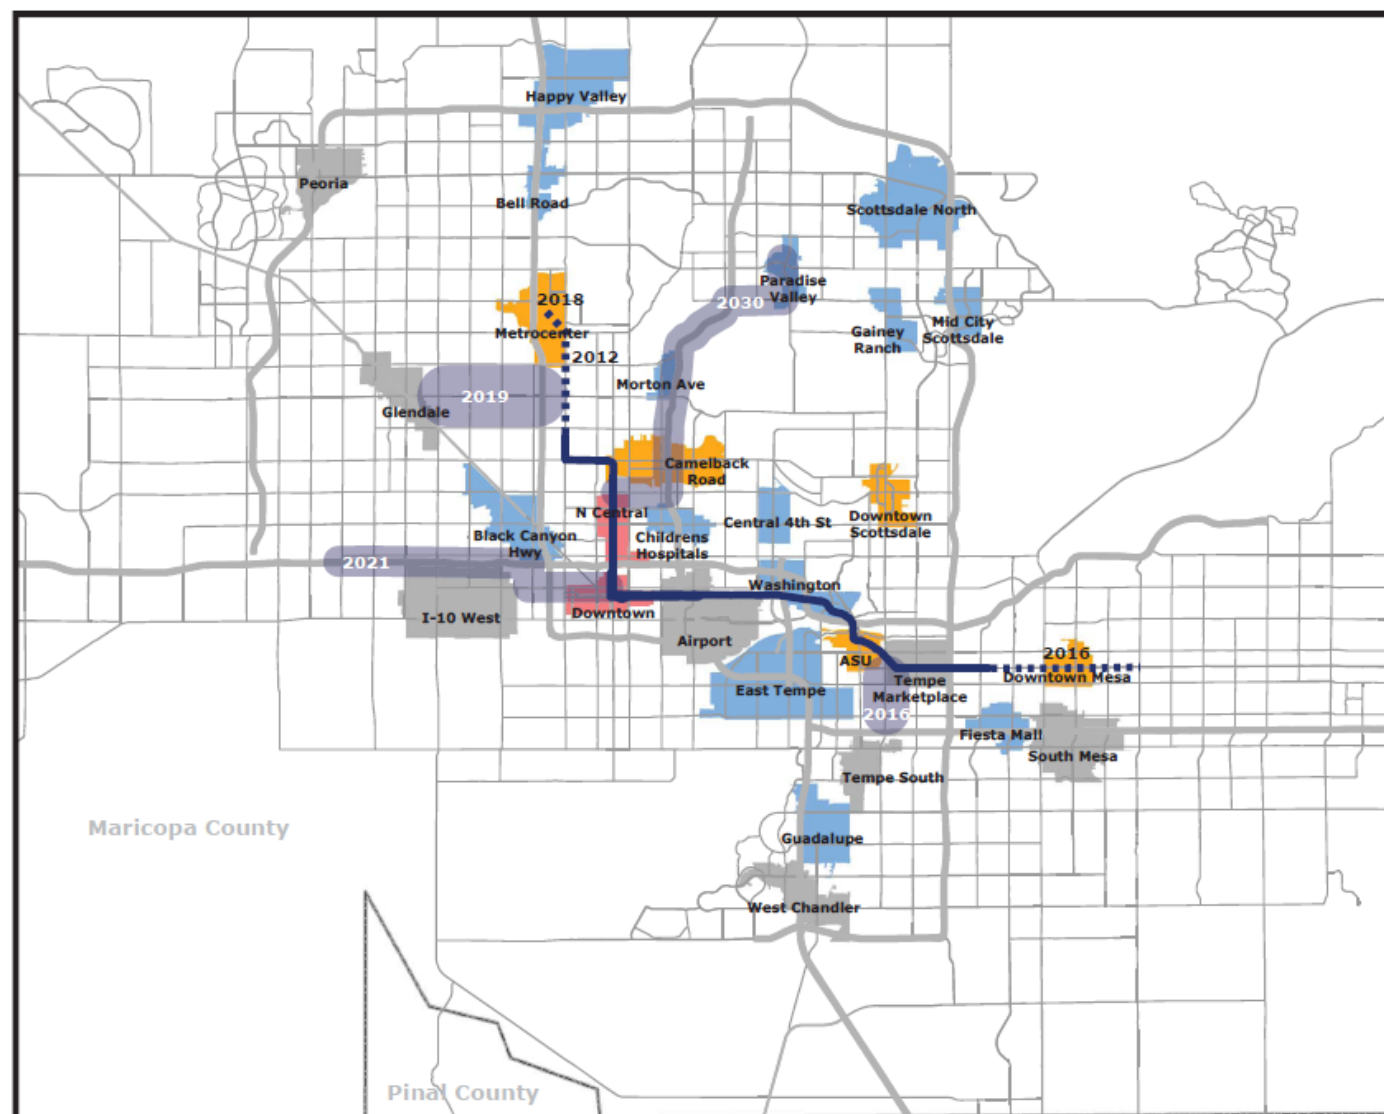 Happy Valley
Peoria
Bell Road
Scottsdale North
Paradise
Valley
2018
2030
Metrocenter
Mid City
Scottsdale
Gainey
Ranch
2012
Morton Ave
2019
Glendale
Camelback
Road
N Central
Central 4th St
Downtown
Scottsdale
Black Canyon
Hwy
Childrens
Hospitals
2021
Washington
I-10 West
Downtown
Airport
2016
ASU
Tempe
Marketplace
Downtown Mesa
East Tempe
2016
Fiesta Mall
South Mesa
Tempe South
Maricopa County
Guadalupe
West Chandler
Pinal County